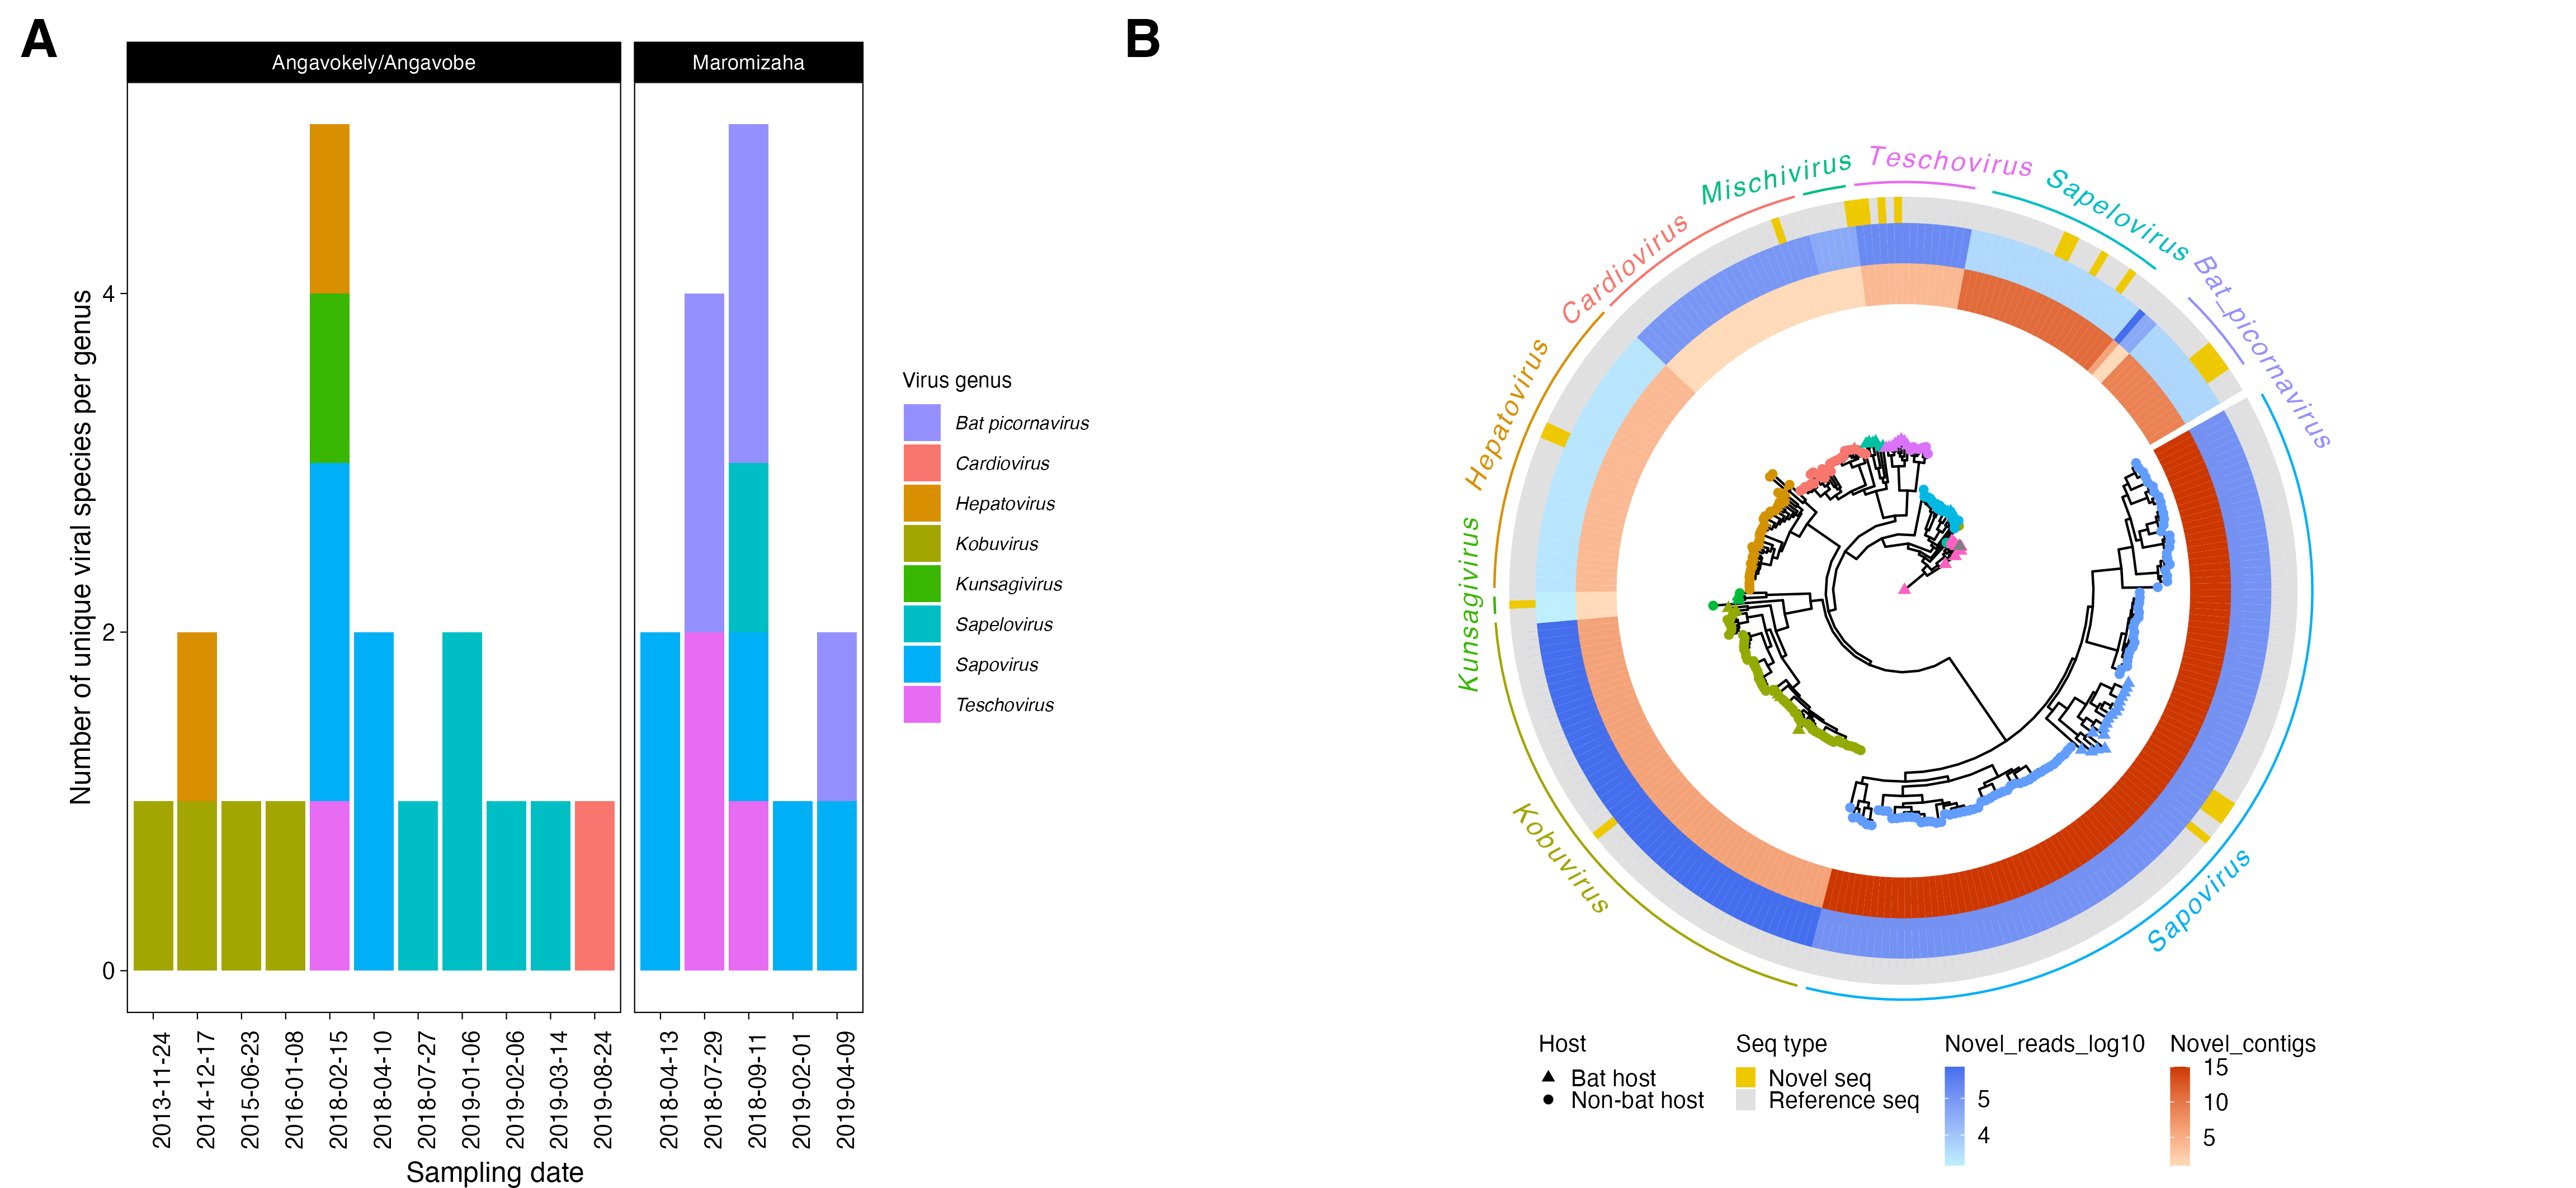 A
Angavokely/Angavobe
Maromizaha
Number of unique viral species per genus
4
2
0
2013-11-24
2014-12-17
2015-06-23
2016-01-08
2018-02-15
2018-04-10
2018-07-27
2019-01-06
2019-02-06
2019-03-14
2019-08-24
2018-04-13
2018-07-29
2018-09-11
2019-02-01
2019-04-09
Sampling date
Virus genus
Bat picornavirus
Cardiovirus
Hepatovirus
Kobuvirus
Kunsagivirus
Sapelovirus
Sapovirus
Teschovirus
B
Mischivirus
Teschovirus
Sapelovirus
Bat_picornavirus
Cardiovirus
Hepatovirus
Kunsagivirus
Kobuvirus
Sapovirus
Host
Bat host
Non-bat host
Seq type
Novel seq
Reference seq
Novel_reads_log10
5
4
Novel_contigs
15
10
5